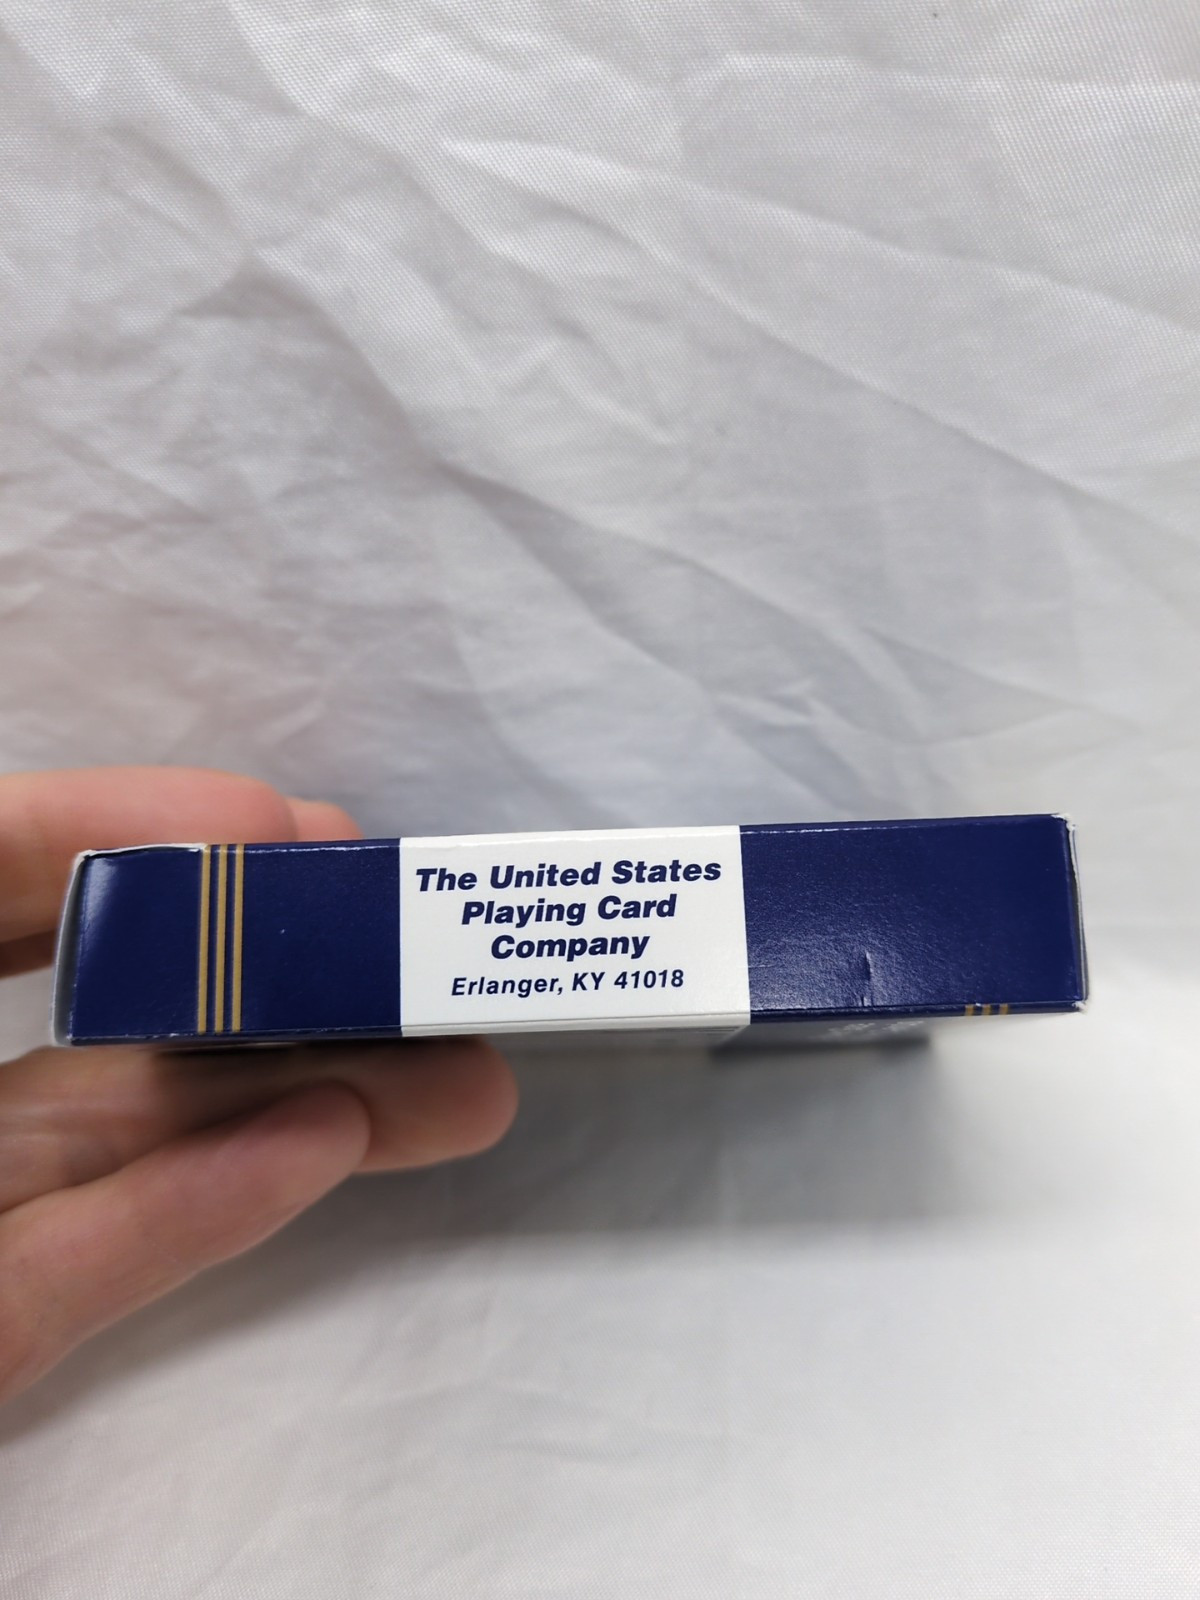 The United States
Playing Card
Company
Erlanger, KY 41018